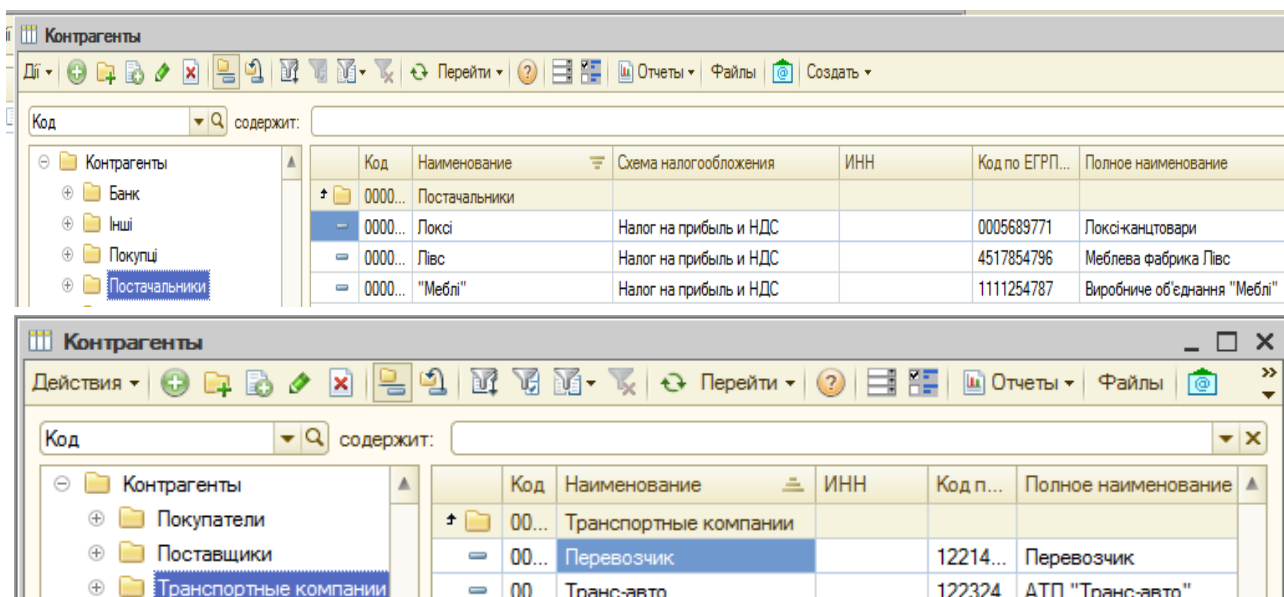 Контрагенты
Дії Перейти Отчеты Файлы Создать
Код содержит:
Контрагенты
Банк
Інші
Покупці
Постачальники
Код Наименование Схема налогообложения ИНН Код по ЕГРП... Полное наименование
0000... Постачальники
0000... Локсі Налог на прибыль и НДС 0005689771 Локсі-канцтовари
0000... Лівс Налог на прибыль и НДС 4517854796 Меблева фабрика Лівс
0000... "Меблі" Налог на прибыль и НДС 1111254787 Виробниче об'єднання "Меблі"
Контрагенты
Действия Перейти Отчеты Файлы
Код содержит:
Контрагенты
Покупатели
Поставщики
Транспортные компании
Код Наименование ИНН Код п... Полное наименование
00... Транспортные компании
00... Перевозчик 12214... Перевозчик
00... Транс-авто 122324... АТП "Транс-авто"